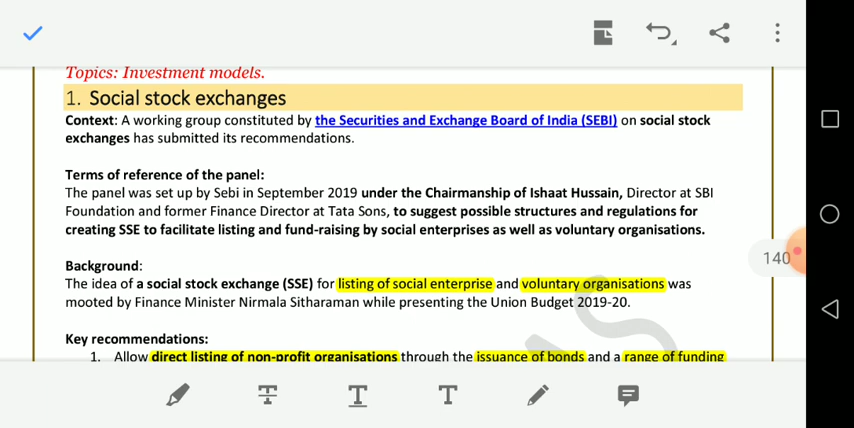 Topics: Investment models.
1. Social stock exchanges
Context: A working group constituted by the Securities and Exchange Board of India (SEBI) on social stock
exchanges has submitted its recommendations.
Terms of reference of the panel:
The panel was set up by Sebi in September 2019 under the Chairmanship of Ishaat Hussain, Director at SBI
Foundation and former Finance Director at Tata Sons, to suggest possible structures and regulations for
creating SSE to facilitate listing and fund-raising by social enterprises as well as voluntary organisations.
140
Background:
The idea of a social stock exchange (SSE) for listing of social enterprise and voluntary organisations was
mooted by Finance Minister Nirmala Sitharaman while presenting the Union Budget 2019-20.
Key recommendations:
1. Allow direct listing of non-profit organisations through the issuance of bonds and a range of funding